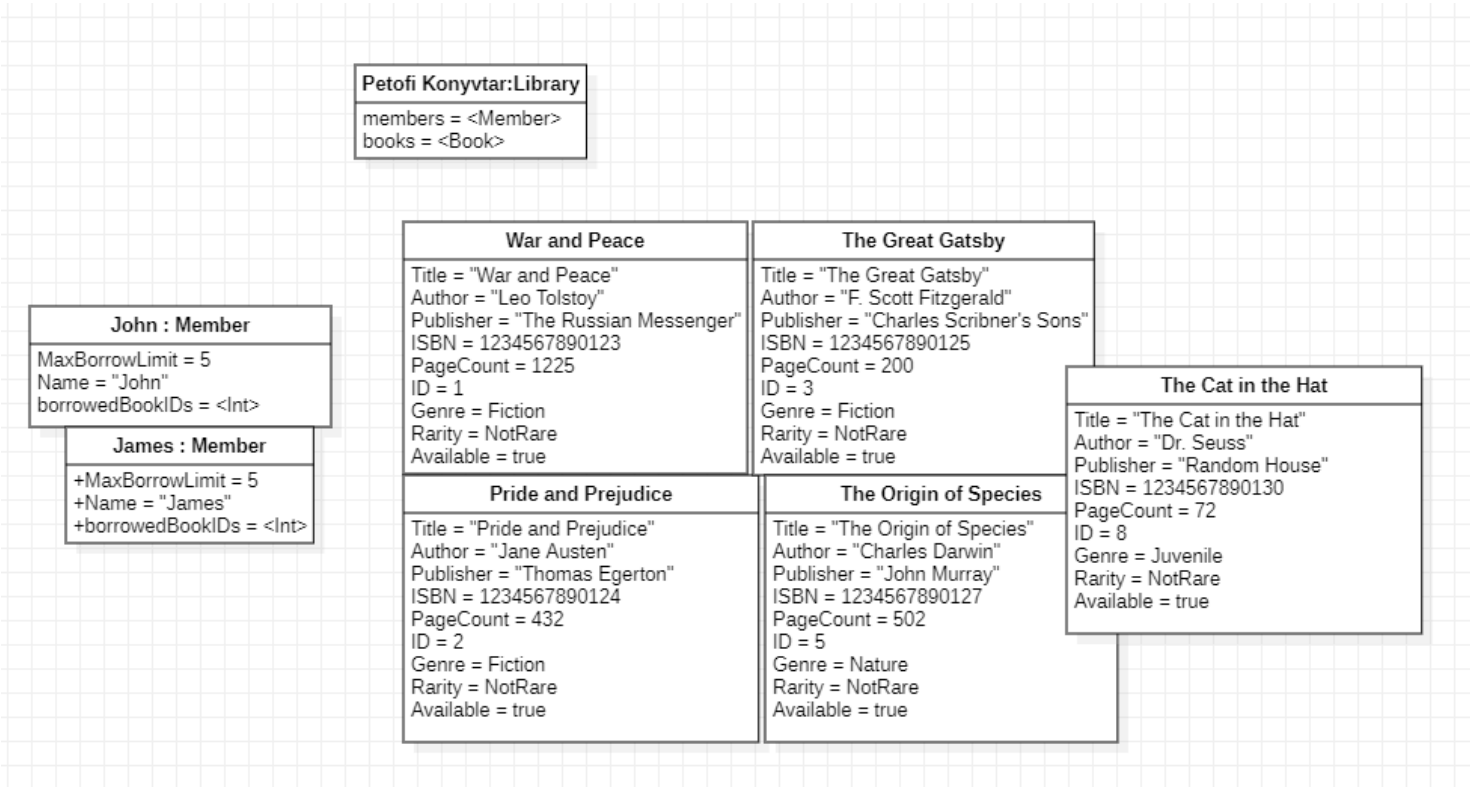 Petofi Konyvtar:Library
members = <Member>
books = <Book>
John : Member
MaxBorrowLimit = 5
Name = "John"
borrowedBookIDs = <Int>
James : Member
+MaxBorrowLimit = 5
+Name = "James"
+borrowedBookIDs = <Int>
War and Peace
Title = "War and Peace"
Author = "Leo Tolstoy"
Publisher = "The Russian Messenger"
ISBN = 1234567890123
PageCount = 1225
ID = 1
Genre = Fiction
Rarity = NotRare
Available = true
The Great Gatsby
Title = "The Great Gatsby"
Author = "F. Scott Fitzgerald"
Publisher = "Charles Scribner's Sons"
ISBN = 1234567890125
PageCount = 200
ID = 3
Genre = Fiction
Rarity = NotRare
Available = true
Pride and Prejudice
Title = "Pride and Prejudice"
Author = "Jane Austen"
Publisher = "Thomas Egerton"
ISBN = 1234567890124
PageCount = 432
ID = 2
Genre = Fiction
Rarity = NotRare
Available = true
The Origin of Species
Title = "The Origin of Species"
Author = "Charles Darwin"
Publisher = "John Murray"
ISBN = 1234567890127
PageCount = 502
ID = 5
Genre = Nature
Rarity = NotRare
Available = true
The Cat in the Hat
Title = "The Cat in the Hat"
Author = "Dr. Seuss"
Publisher = "Random House"
ISBN = 1234567890130
PageCount = 72
ID = 8
Genre = Juvenile
Rarity = NotRare
Available = true